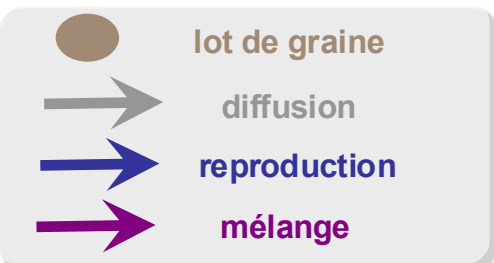 lot de graine
diffusion
reproduction
mélange